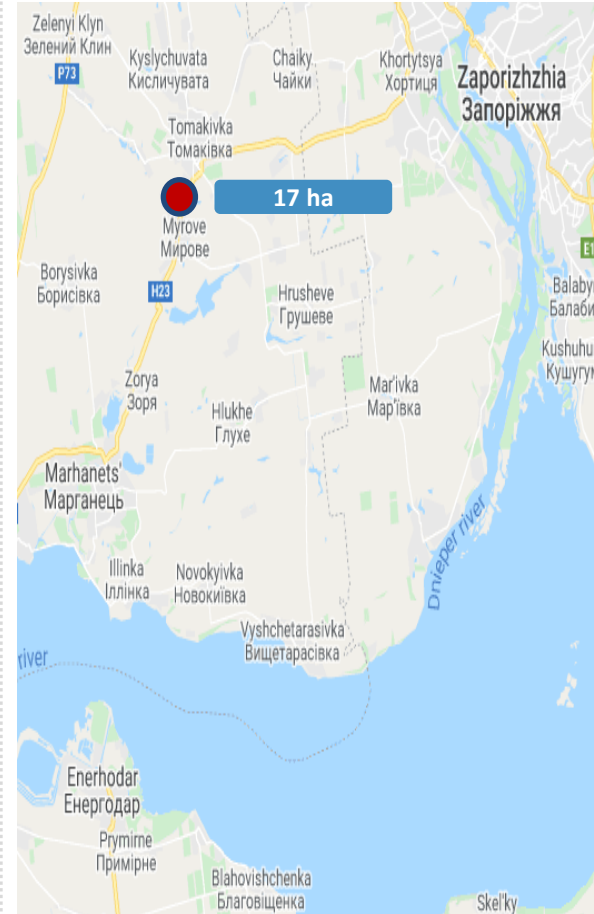 Zelenyi Klyn
Зелений Клин
P73
Kyslychuvata
Кисличувата
Chaiky
Чайки
Khortytsya
Хортиця
Zaporizhzhia
Запоріжжя
Tomakivka
Томаківка
17 ha
Myrove
Мирове
E1
Borysivka
Борисівка
H23
Hrusheve
Грушеве
Balaby
Балаби
Kushuhu
Кушугум
Zorya
Зоря
Mar'ivka
Мар'ївка
Hlukhe
Глухе
Marhanets'
Марганець
Dnieper river
Illinka
Іллінка
Novokyivka
Новокиївка
Vyshchetarasivka
Вищетарасівка
river
Enerhodar
Енергодар
Prymirne
Примірне
Blahovishchenka
Благовіщенка
Skel'ky